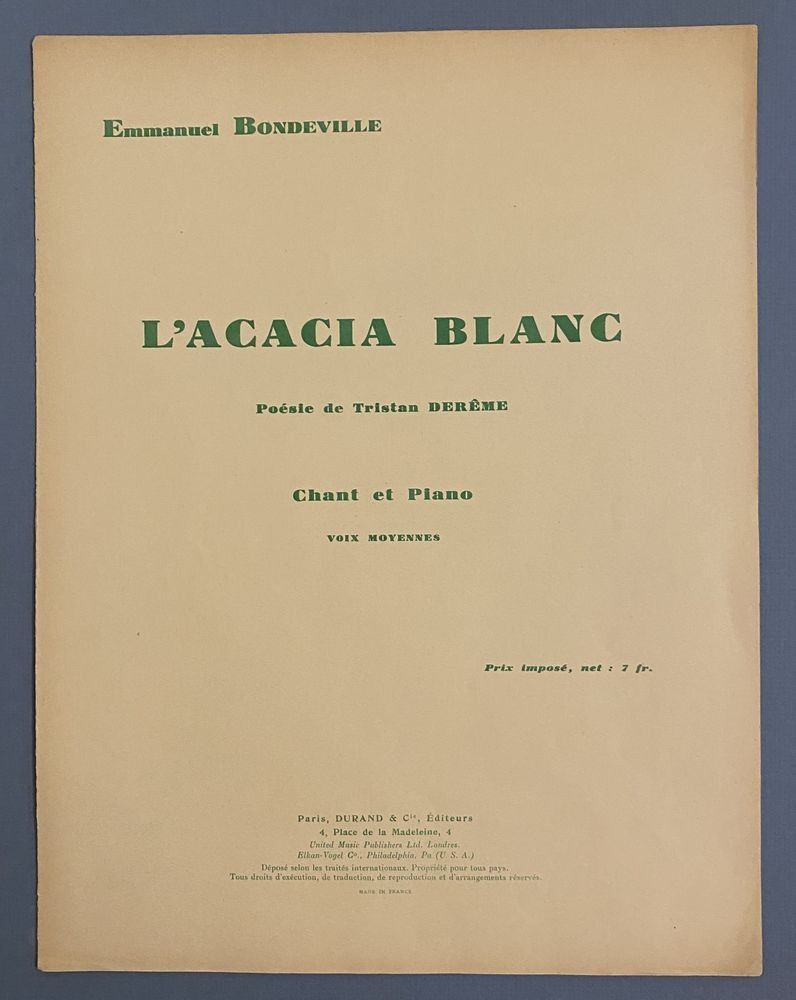 Emmanuel BONDEVILLE
L'ACACIA BLANC
Poésie de Tristan DERÊME
Chant et Piano
VOIX MOYENNES
Prix imposé, net : 7 fr.
Paris, DURAND & Cie, Éditeurs
4, Place de la Madeleine, 4
United Music Publishers Ltd. Londres.
Elkan-Vogel Co., Philadelphia, Pa (U. S. A.)
Déposé selon les traités internationaux. Propriété pour tous pays.
Tous droits d'exécution, de traduction, de reproduction et d'arrangements réservés.
MADE IN FRANCE